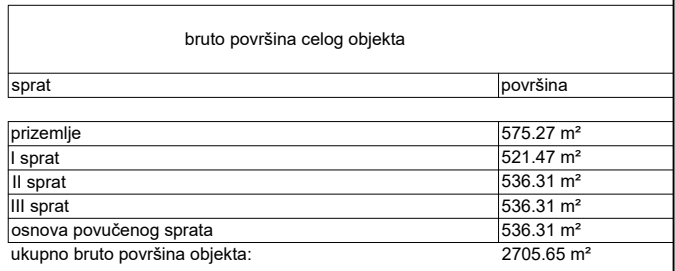 bruto površina celog objekta
sprat površina
prizemlje 575.27 m²
I sprat 521.47 m²
II sprat 536.31 m²
III sprat 536.31 m²
osnova povučenog sprata 536.31 m²
ukupno bruto površina objekta: 2705.65 m²